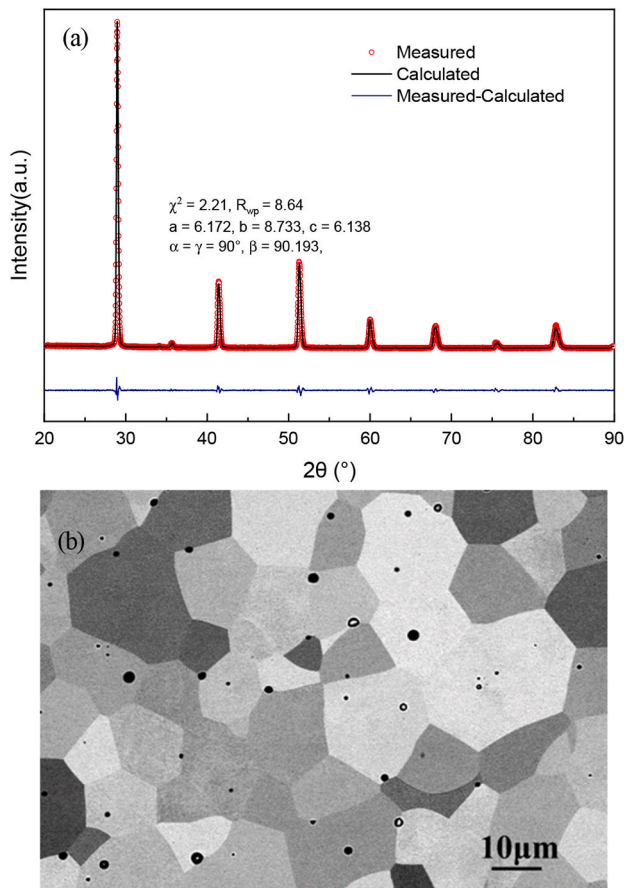 (a)
Measured
Calculated
Measured-Calculated
χ² = 2.21, Rwp = 8.64
a = 6.172, b = 8.733, c = 6.138
α = γ = 90°, β = 90.193,
Intensity(a.u.)
20 30 40 50 60 70 80 90
2θ (°)
(b)
10μm